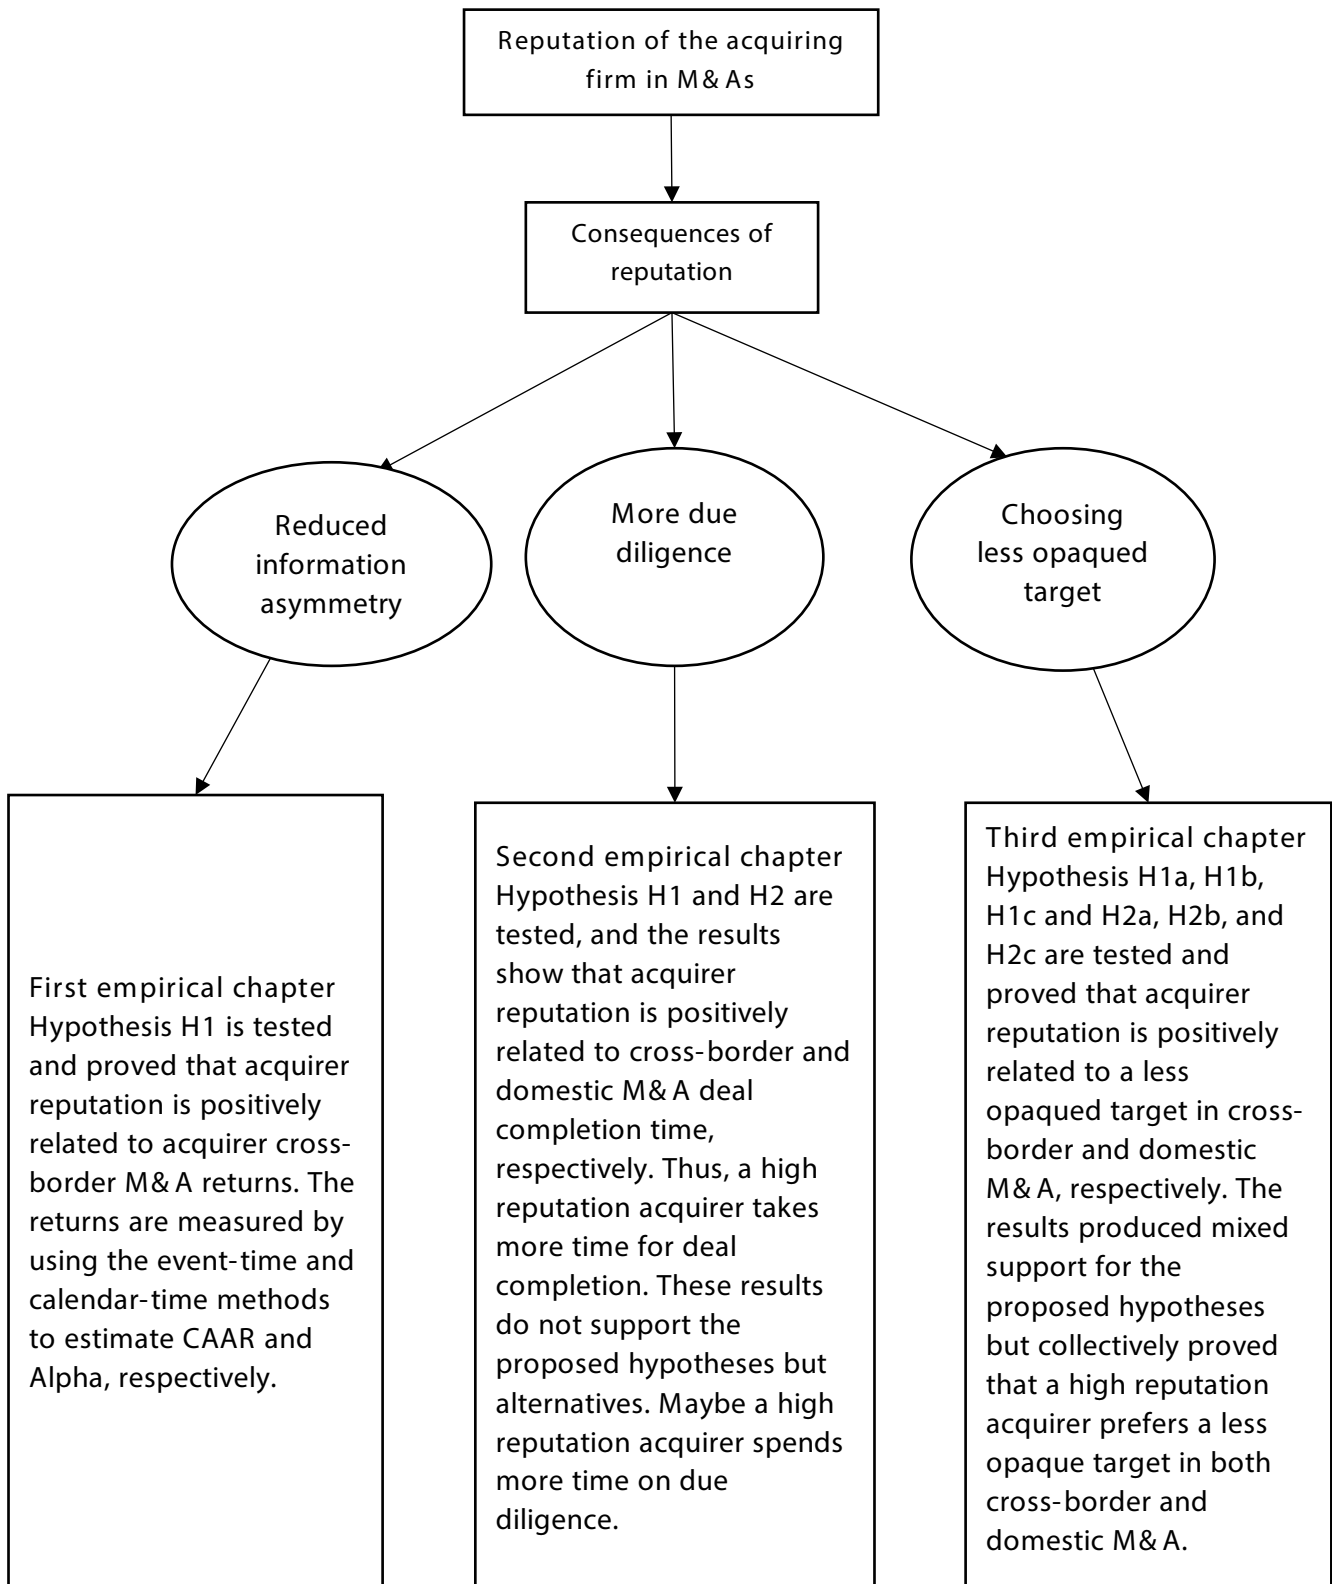 Reputation of the acquiring
firm in M&As
Consequences of
reputation
Reduced
information
asymmetry
More due
diligence
Choosing
less opaqued
target
First empirical chapter
Hypothesis H1 is tested
and proved that acquirer
reputation is positively
related to acquirer cross-
border M&A returns. The
returns are measured by
using the event-time and
calendar-time methods
to estimate CAAR and
Alpha, respectively.
Second empirical chapter
Hypothesis H1 and H2 are
tested, and the results
show that acquirer
reputation is positively
related to cross-border and
domestic M&A deal
completion time,
respectively. Thus, a high
reputation acquirer takes
more time for deal
completion. These results
do not support the
proposed hypotheses but
alternatives. Maybe a high
reputation acquirer spends
more time on due
diligence.
Third empirical chapter
Hypothesis H1a, H1b,
H1c and H2a, H2b, and
H2c are tested and
proved that acquirer
reputation is positively
related to a less
opaqued target in cross-
border and domestic
M&A, respectively. The
results produced mixed
support for the
proposed hypotheses
but collectively proved
that a high reputation
acquirer prefers a less
opaque target in both
cross-border and
domestic M&A.